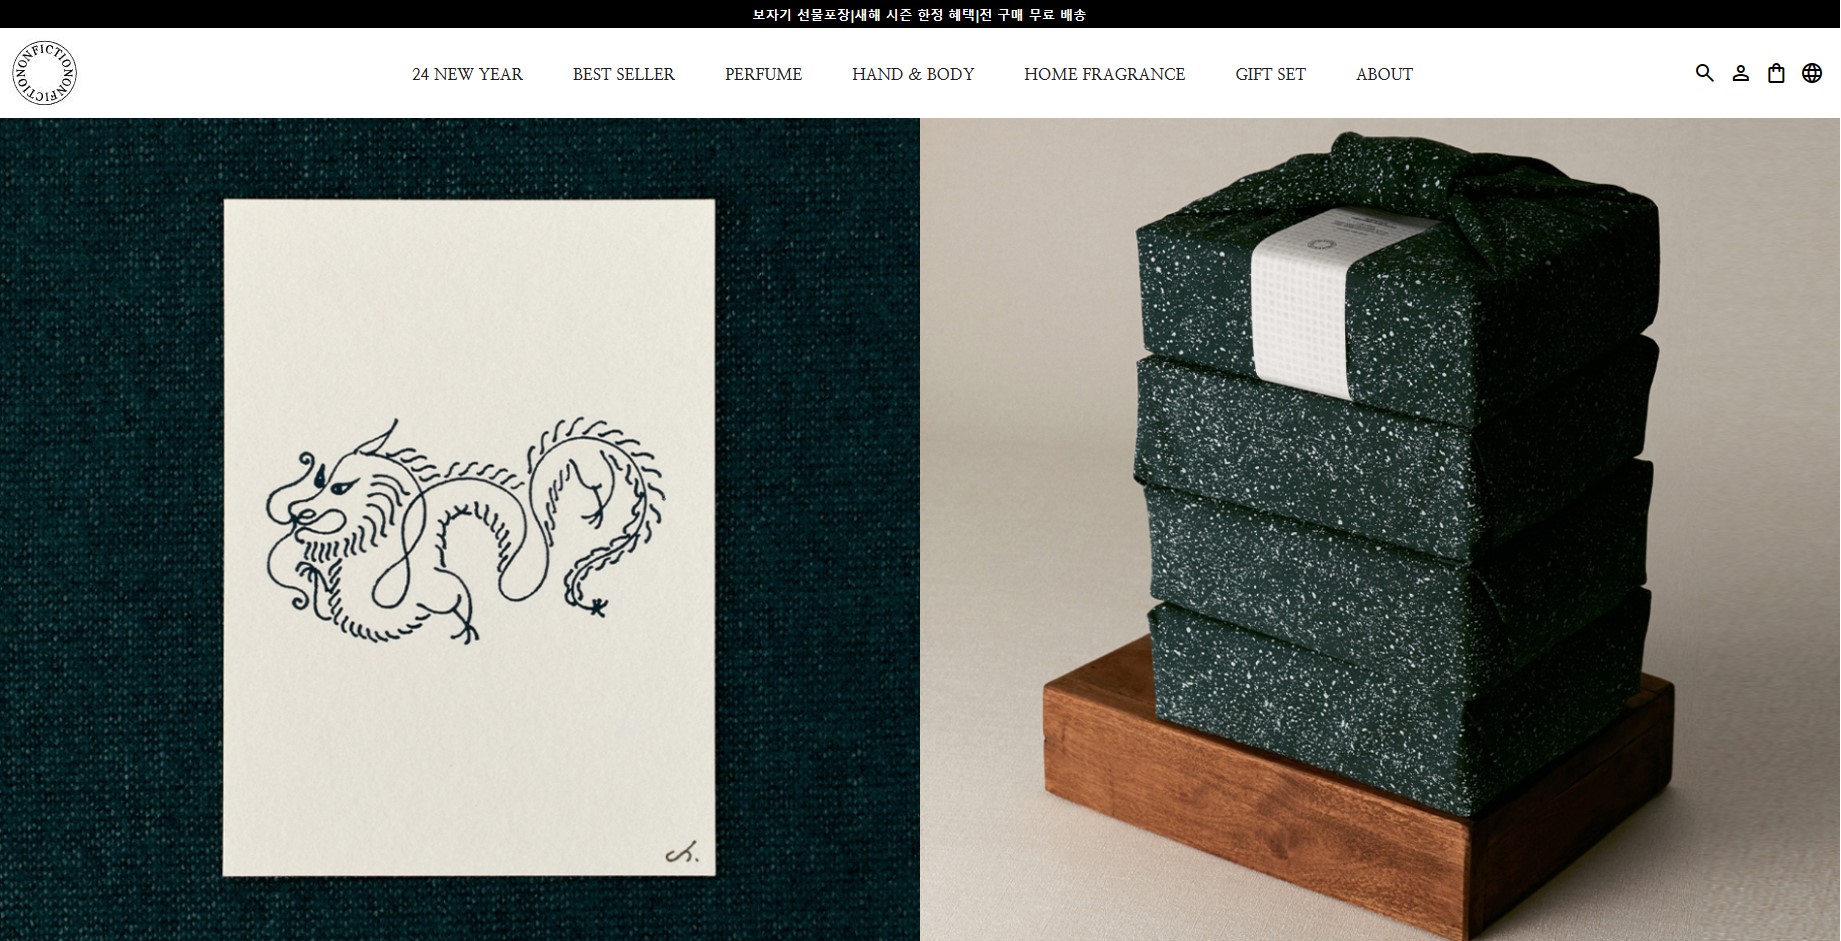 보자기 선물포장|새해 시즌 한정 혜택|전 구매 무료 배송
NONFICTIONONFICTIO
24 NEW YEAR
BEST SELLER
PERFUME
HAND & BODY
HOME FRAGRANCE
GIFT SET
ABOUT
ch.